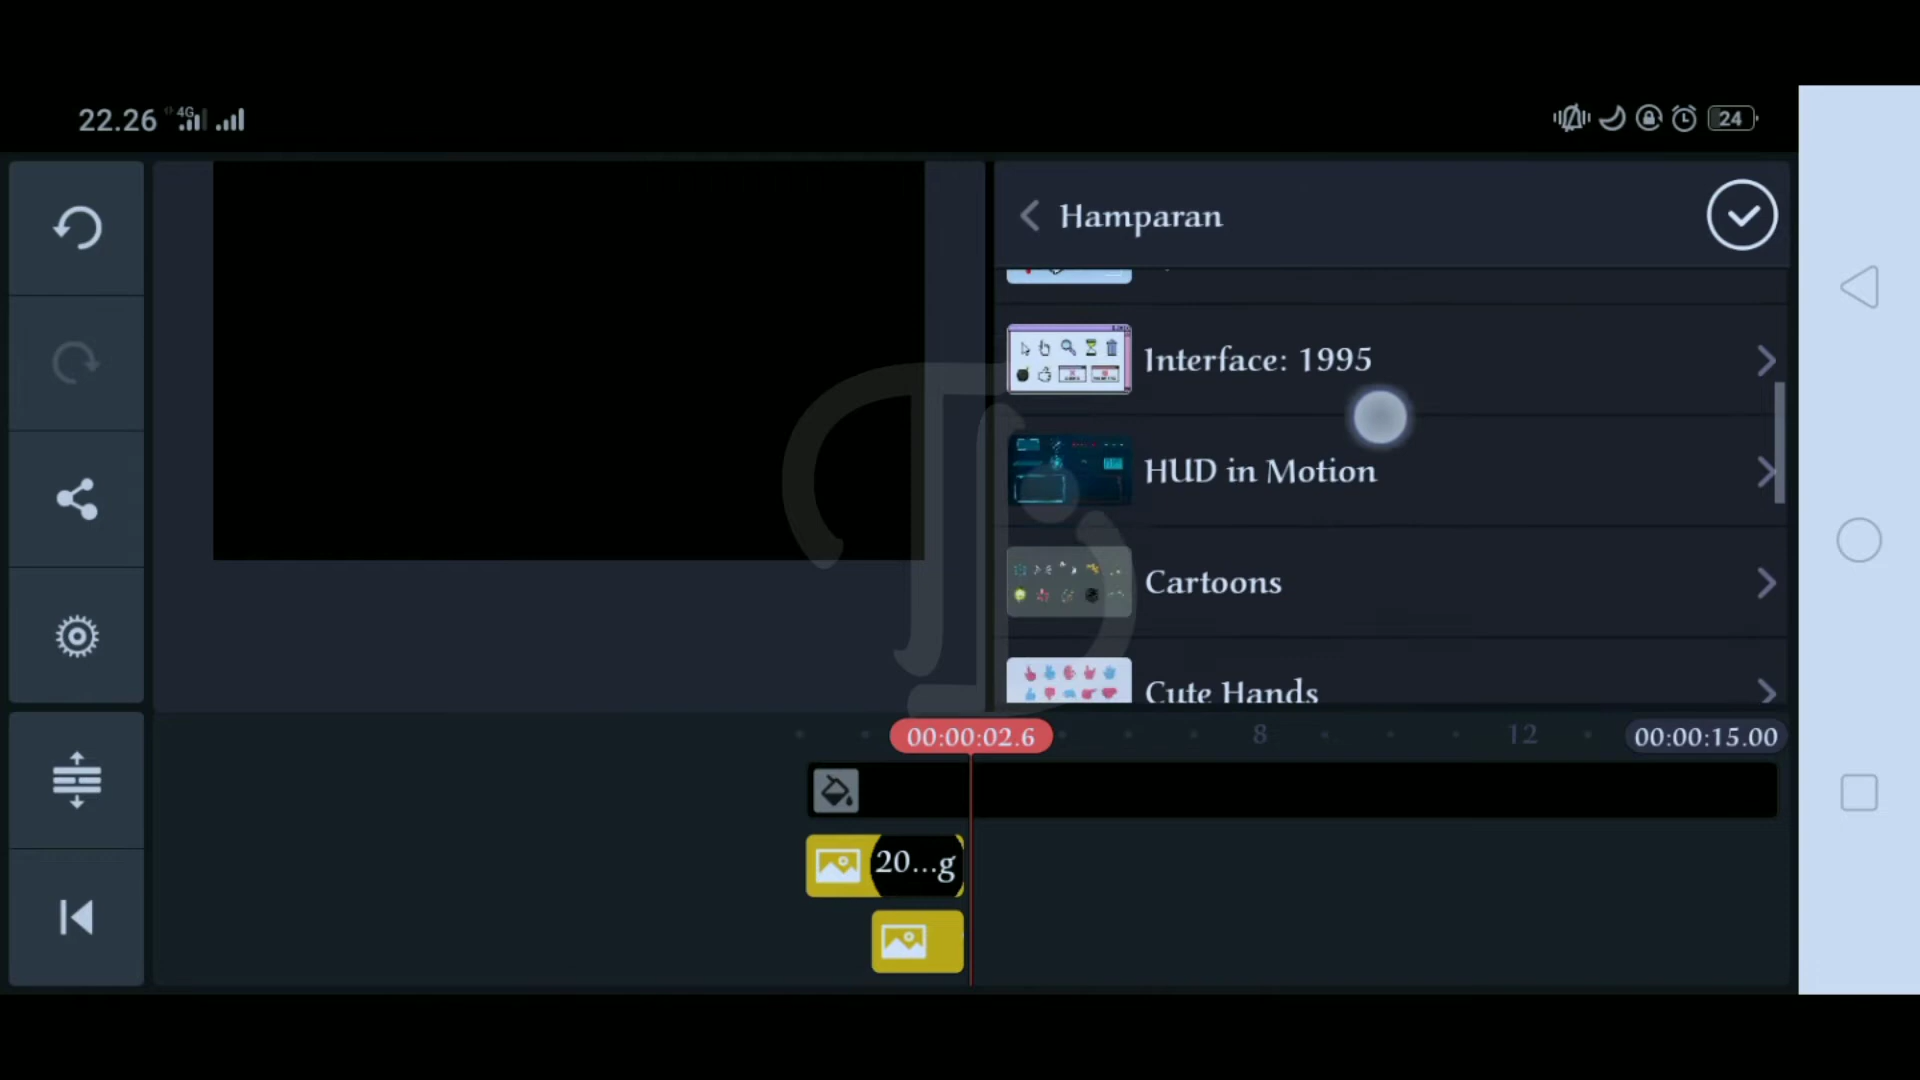 22.26 4G
24
Hamparan
Interface: 1995
HUD in Motion
Cartoons
Cute Hands
00:00:02.6
8
12
00:00:15.00
20...g